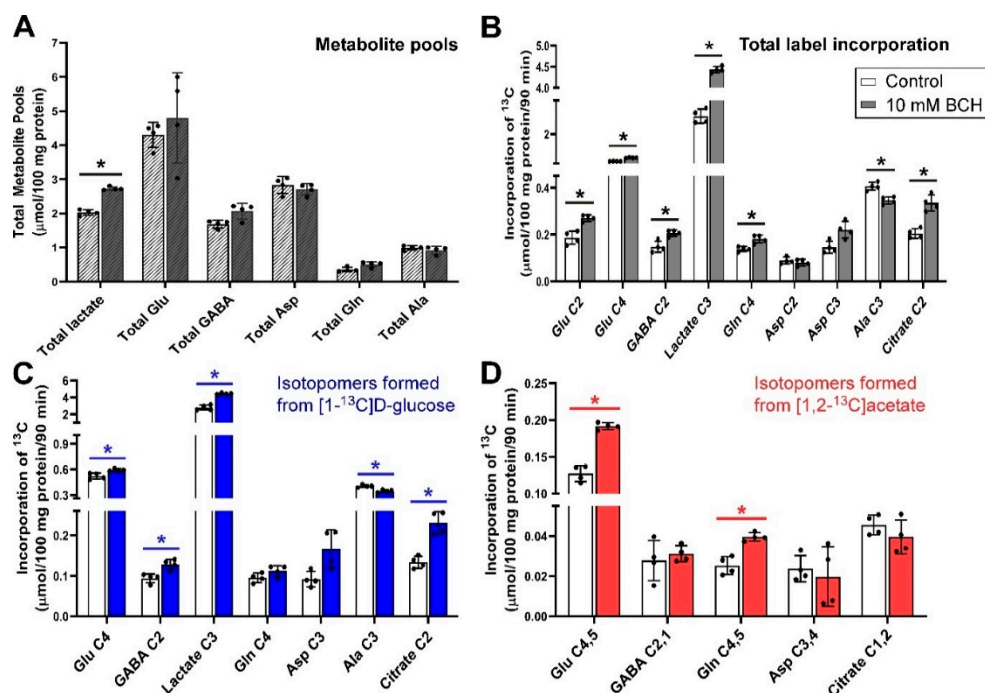 A
Metabolite pools
Total Metabolite Pools
(μmol/100 mg protein)
7
6
5
4
3
2
1
0
*
Total lactate
Total Glu
Total GABA
Total Asp
Total Gln
Total Ala
B
Total label incorporation
Control
10 mM BCH
Incorporation of ¹³C
(μmol/100 mg protein/90 min)
4.5
4.0
2
0.4
0.2
0.0
*
*
*
*
*
*
*
Glu C2
Glu C4
GABA C2
Lactate C3
Gln C4
Asp C2
Asp C3
Ala C3
Citrate C2
C
Isotopomers formed
from [1-¹³C]D-glucose
Incorporation of ¹³C
(μmol/100 mg protein/90 min)
6
4
2
0.9
0.6
0.3
0.2
0.1
0.0
*
*
*
*
*
Glu C4
GABA C2
Lactate C3
Gln C4
Asp C3
Ala C3
Citrate C2
D
Isotopomers formed
from [1,2-¹³C]acetate
Incorporation of ¹³C
(μmol/100 mg protein/90 min)
0.25
0.20
0.15
0.10
0.06
0.04
0.02
0.00
*
*
Glu C4,5
GABA C2,1
Gln C4,5
Asp C3,4
Citrate C1,2